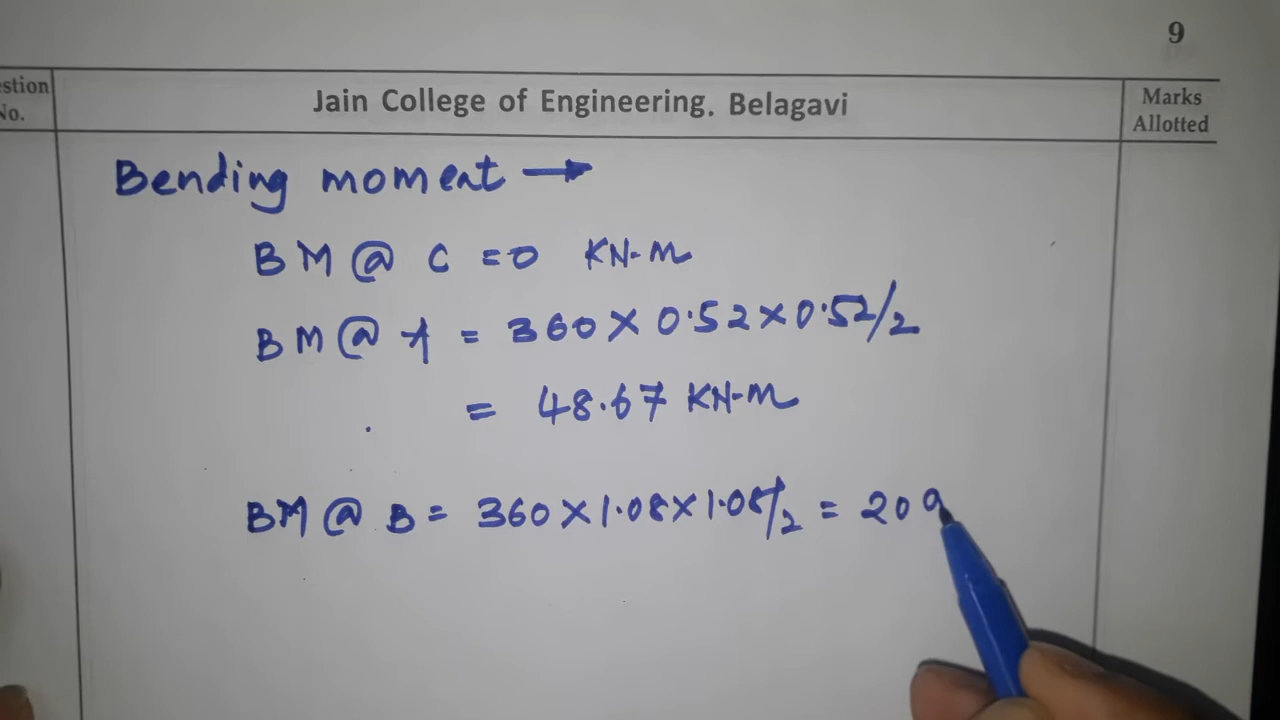 9
estion No.
Jain College of Engineering. Belagavi
Marks Allotted
Bending moment →
BM @ C = 0 KN-m
BM @ A = 360 × 0.52 × 0.52/2
= 48.67 KN-m
BM @ B = 360 × 1.08 × 1.08/2 = 209